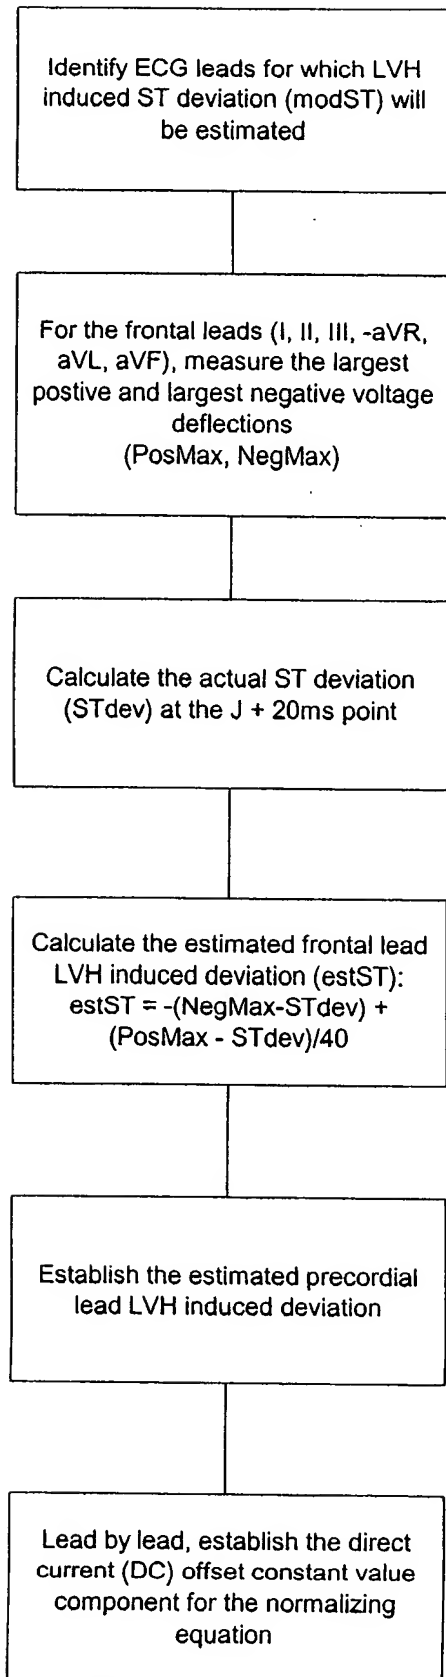 Identify ECG leads for which LVH
induced ST deviation (modST) will
be estimated
For the frontal leads (I, II, III, -aVR,
aVL, aVF), measure the largest
postive and largest negative voltage
deflections
(PosMax, NegMax)
Calculate the actual ST deviation
(STdev) at the J + 20ms point
Calculate the estimated frontal lead
LVH induced deviation (estST):
estST = -(NegMax-STdev) +
(PosMax - STdev)/40
Establish the estimated precordial
lead LVH induced deviation
Lead by lead, establish the direct
current (DC) offset constant value
component for the normalizing
equation